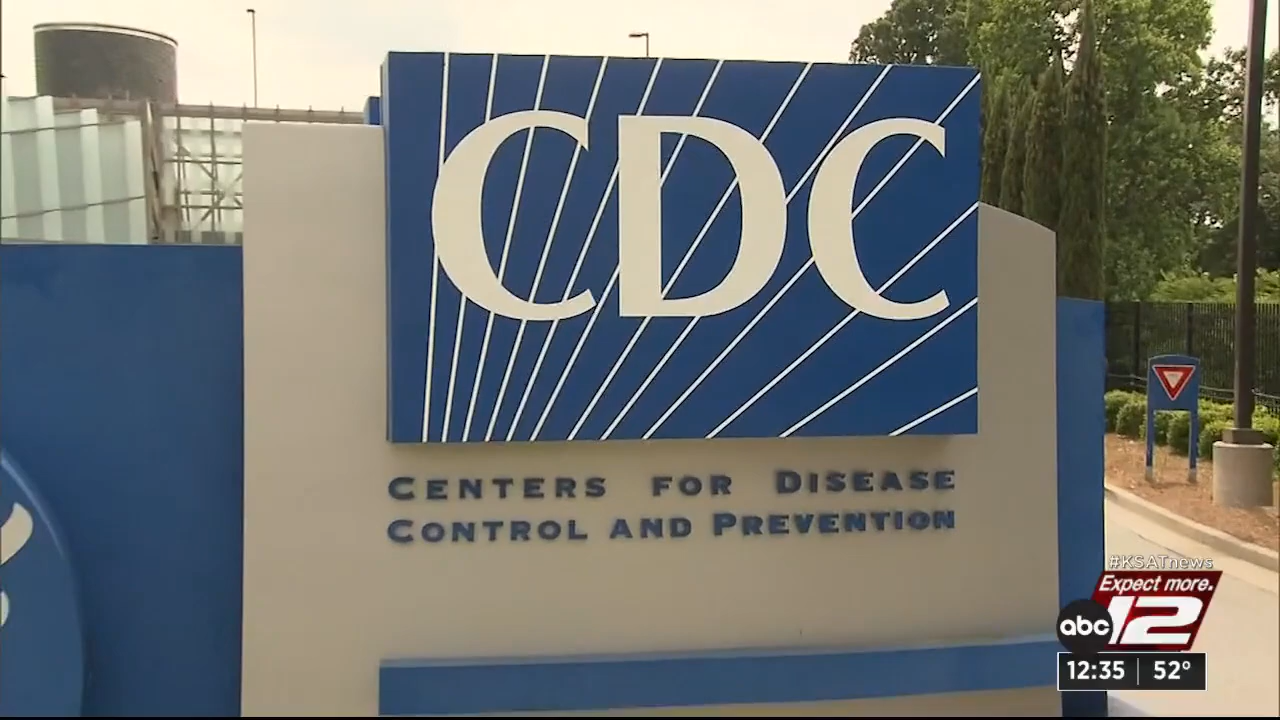 CDC
CENTERS FOR DISEASE
CONTROL AND PREVENTION
#KSATnews
Expect more.
abc 12
12:35 52°